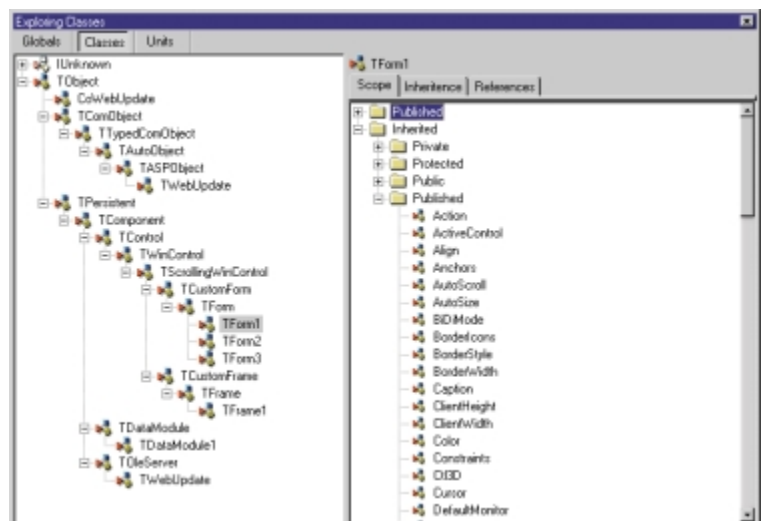 Exploring Classes
Globals Classes Units
IUnknown
TObject
CoWebUpdate
TComObject
TTypedComObject
TAutoObject
TASPObject
TWebUpdate
TPersistent
TComponent
TControl
TWinControl
TScrollingWinControl
TCustomForm
TForm
TForm1
TForm2
TForm3
TCustomFrame
TFrame
TFrame1
TDataModule
TDataModule1
TOleServer
TWebUpdate
TForm1
Scope Inheritence References
Published
Inherited
Private
Protected
Public
Published
Action
ActiveControl
Align
Anchors
AutoScroll
AutoSize
BiDiMode
BorderIcons
BorderStyle
BorderWidth
Caption
ClientHeight
ClientWidth
Color
Constraints
Ctl3D
Cursor
DefaultMonitor